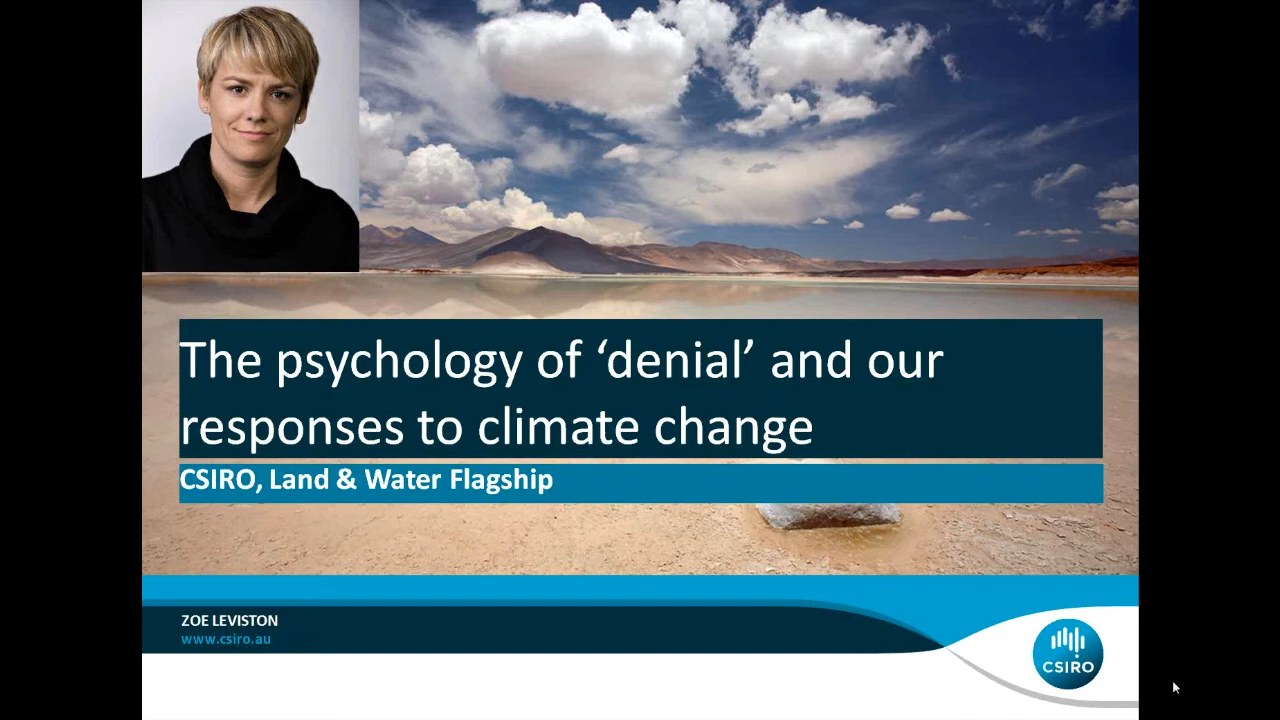 The psychology of ‘denial’ and our
responses to climate change
CSIRO, Land & Water Flagship
ZOE LEVISTON
www.csiro.au
CSIRO